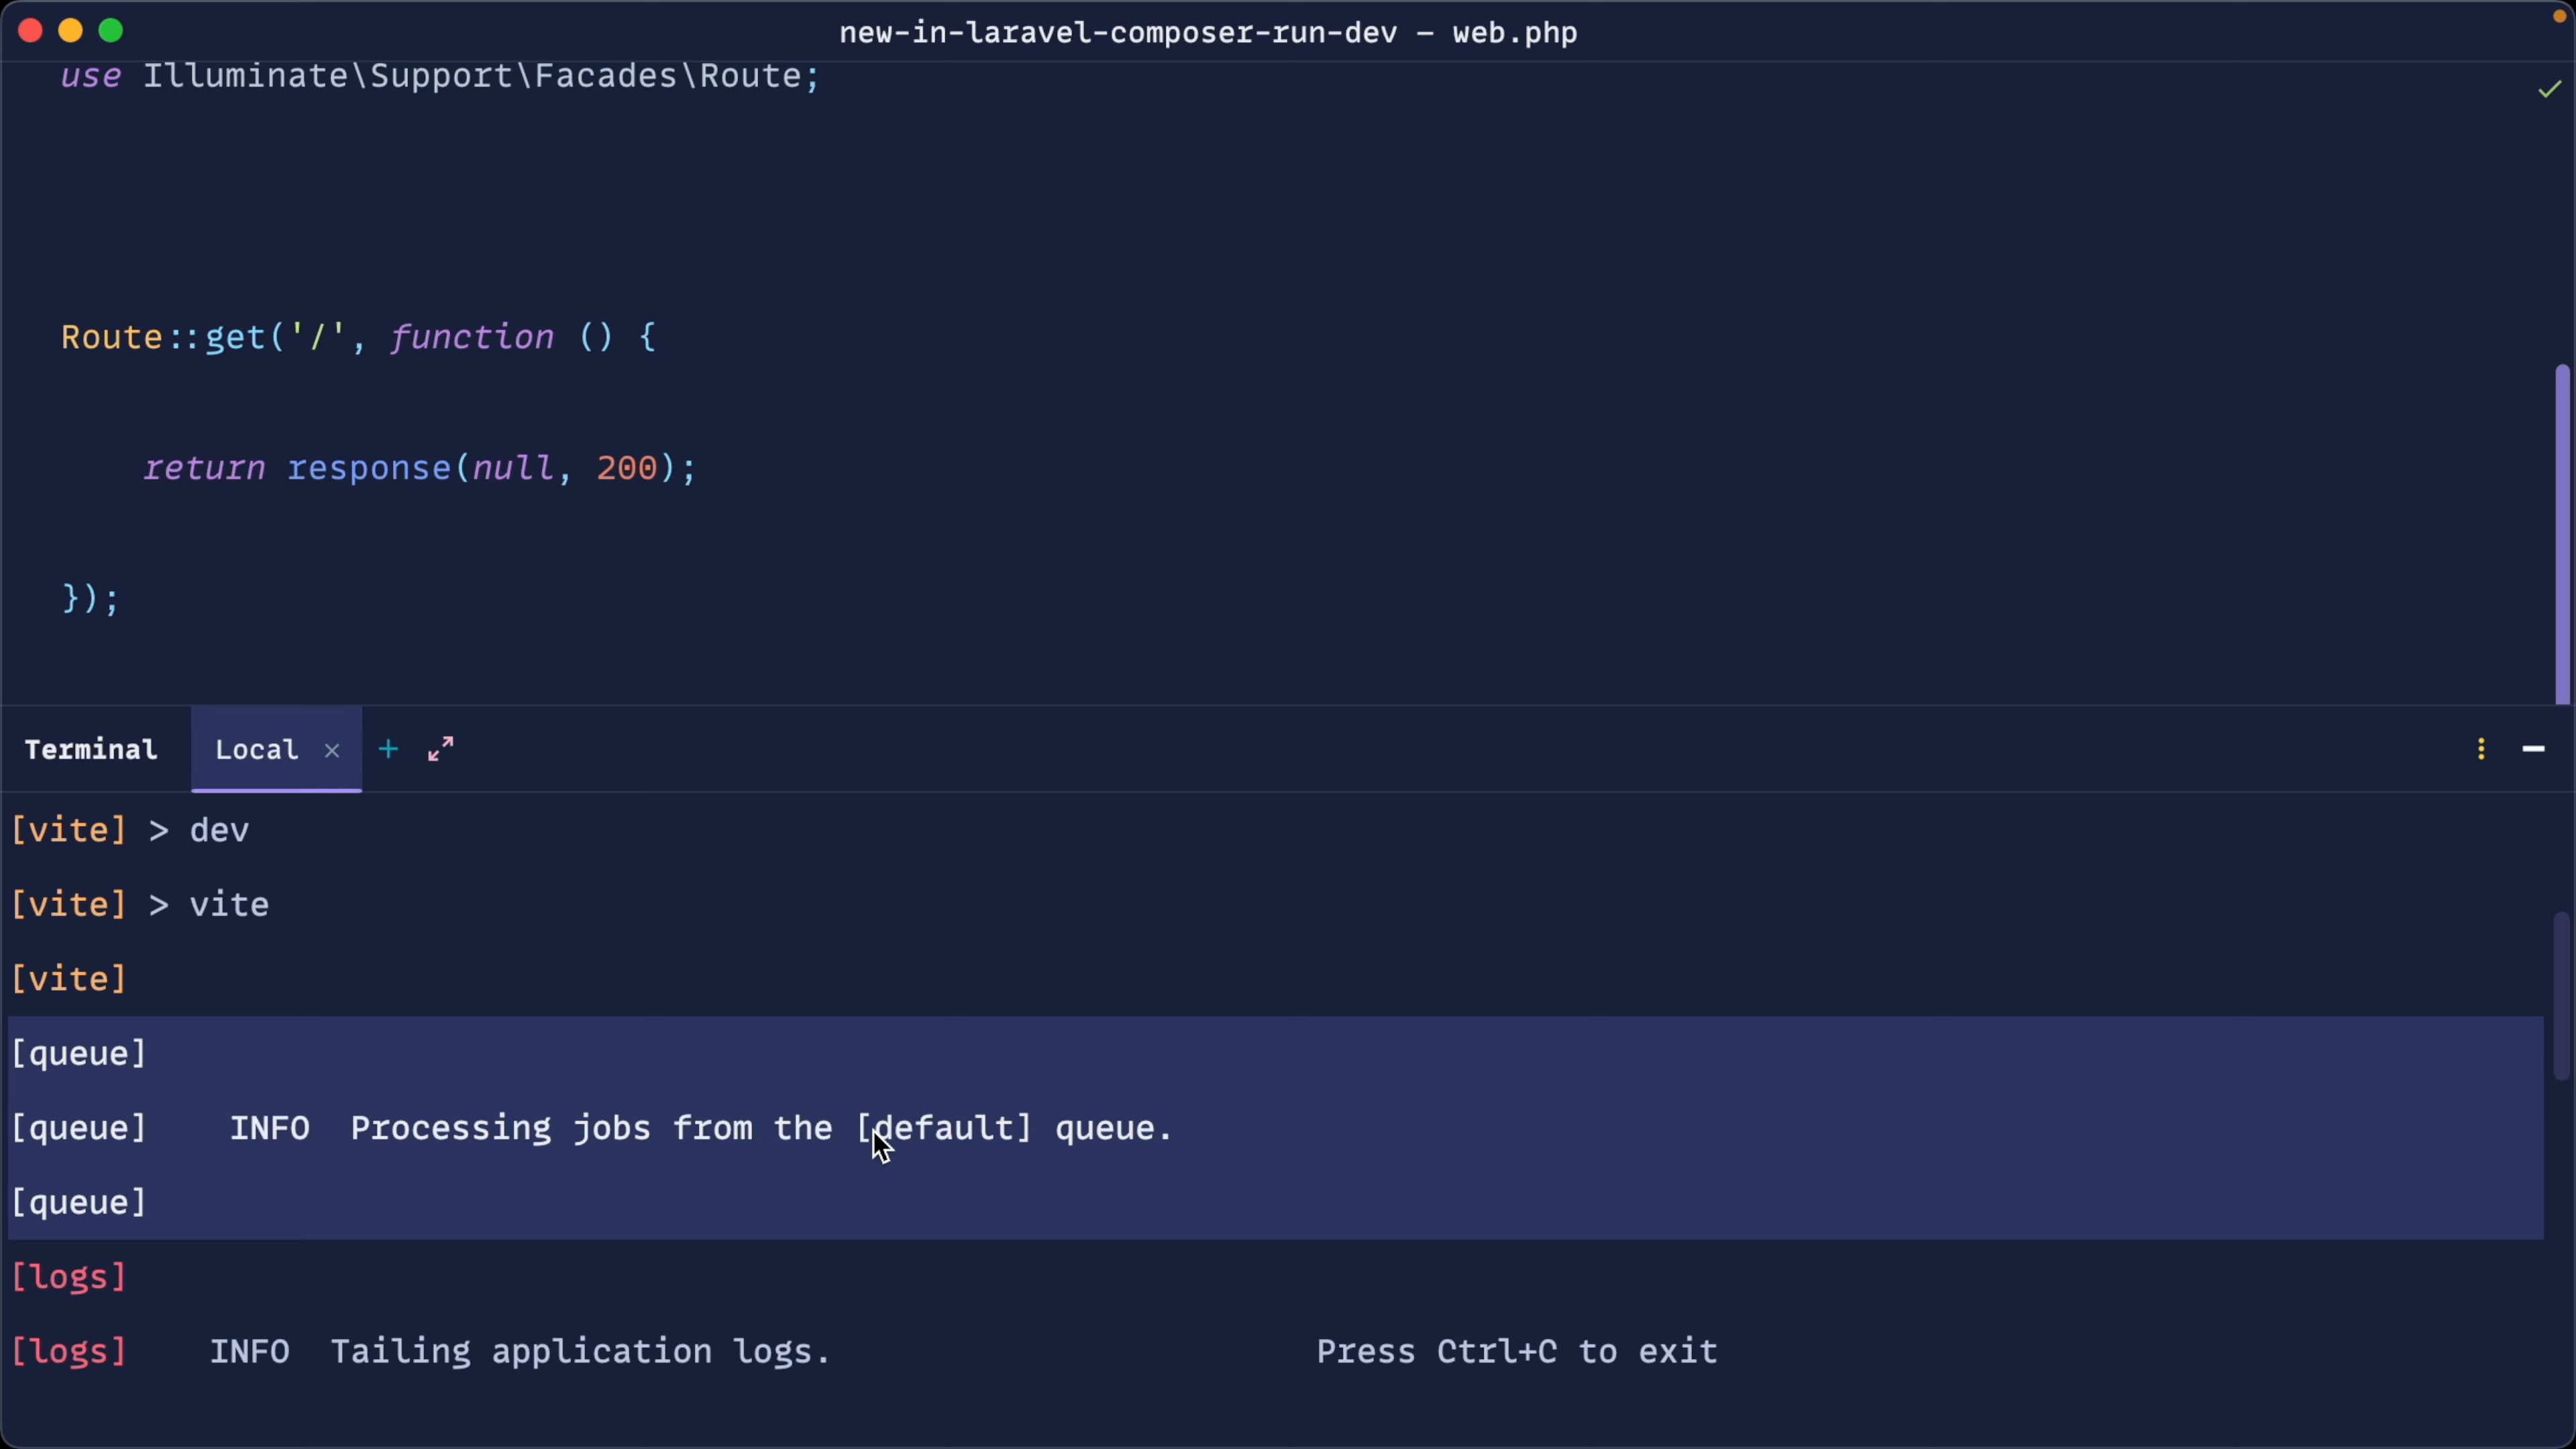 new-in-laravel-composer-run-dev – web.php
use Illuminate\Support\Facades\Route;
Route::get('/', function () {
return response(null, 200);
});
Terminal Local × +
[vite] > dev
[vite] > vite
[vite]
[queue]
[queue] INFO Processing jobs from the [default] queue.
[queue]
[logs]
[logs] INFO Tailing application logs. Press Ctrl+C to exit